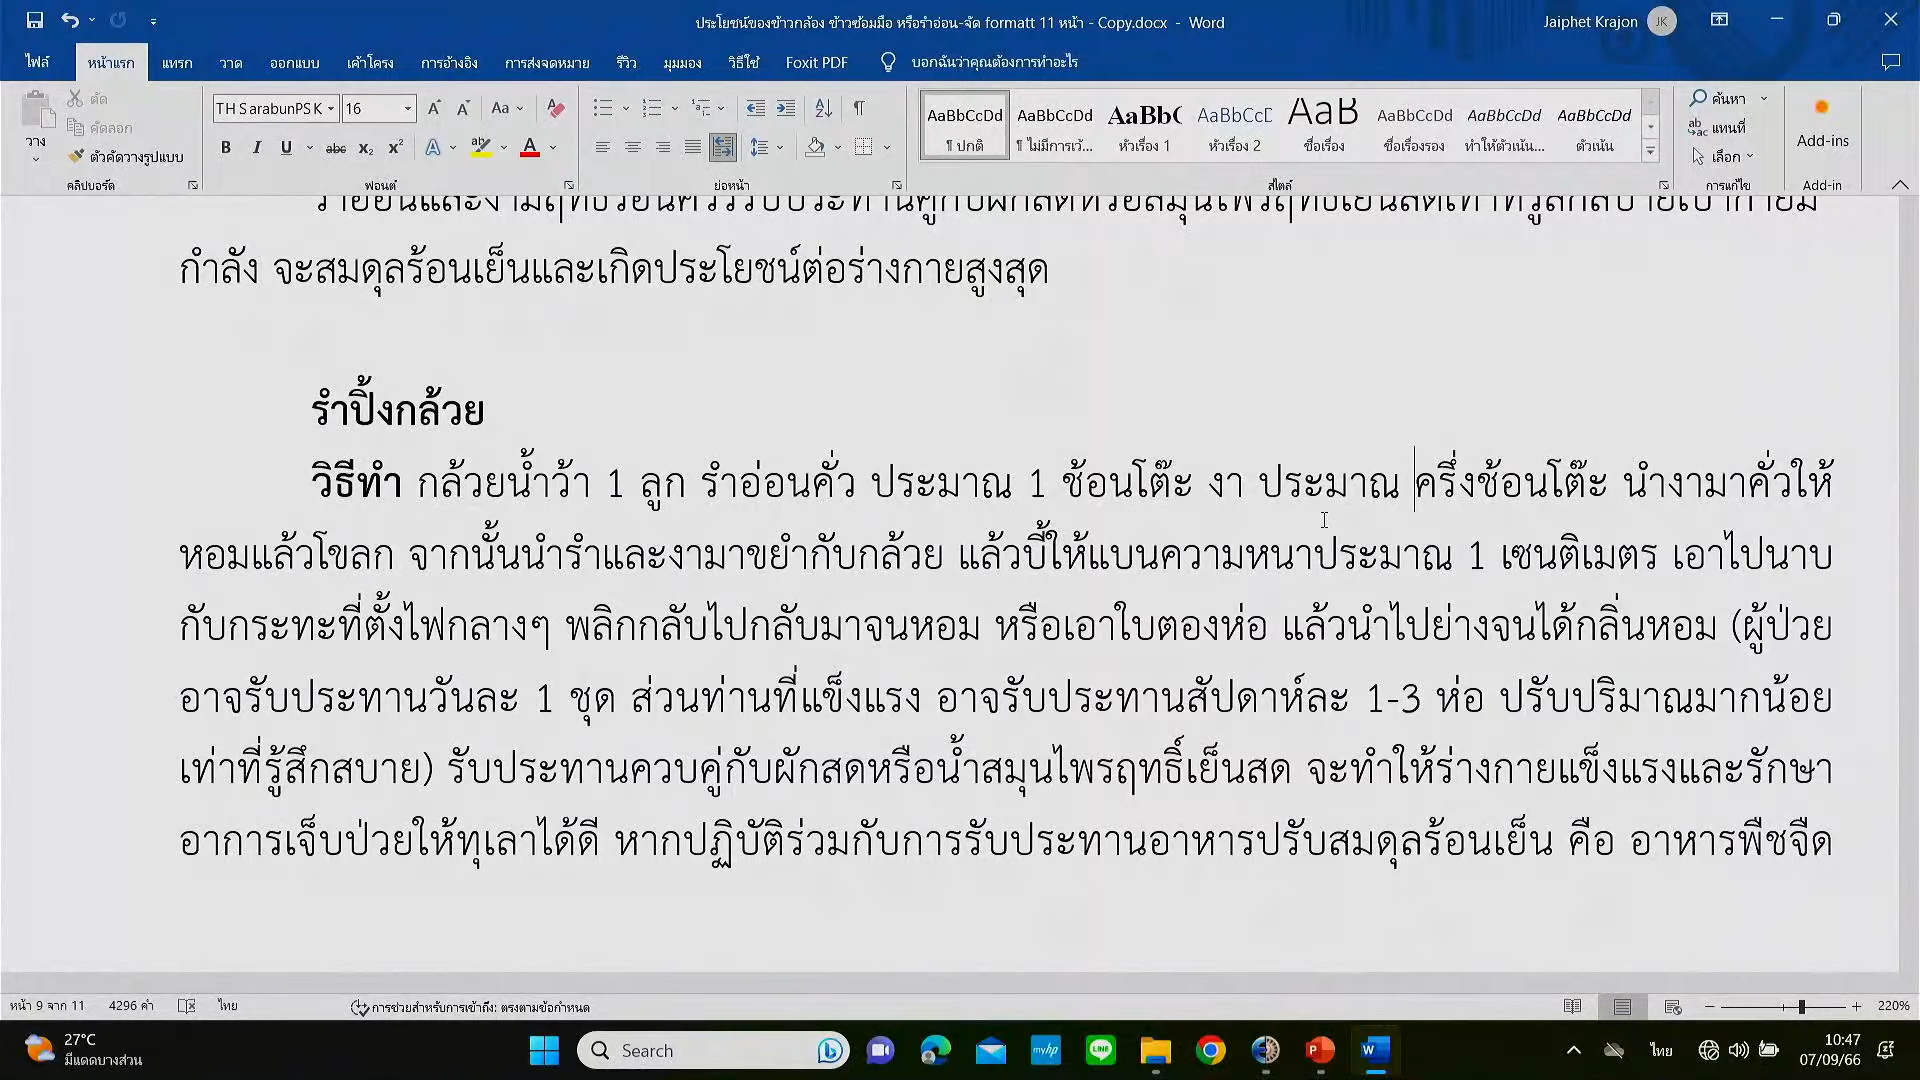 ประโยชน์ของข้าวกล้อง ข้าวซ้อมมือ หรือรำอ่อน-จัด formatt 11 หน้า - Copy.docx - Word
Jaiphet Krajon
JK
ไฟล์ หน้าแรก แทรก วาด ออกแบบ เค้าโครง การอ้างอิง การส่งจดหมาย รีวิว มุมมอง วิธีใช้ Foxit PDF บอกฉันว่าคุณต้องการทำอะไร
วาง
ตัด
คัดลอก
ตัวคัดวางรูปแบบ
คลิปบอร์ด
TH SarabunPSK 16
ฟอนต์
ย่อหน้า
AaBbCcDd AaBbCcDd AaBbC AaBbCcC AaB AaBbCcDd AaBbCcDd AaBbCcDd
¶ ปกติ ¶ ไม่มีการเว้... หัวเรื่อง 1 หัวเรื่อง 2 ชื่อเรื่อง ชื่อเรื่องรอง ทำให้ตัวเน้น... ตัวเน้น
สไตล์
ค้นหา
แทนที่
เลือก
การแก้ไข
Add-ins
Add-in
กำลัง จะสมดุลร้อนเย็นและเกิดประโยชน์ต่อร่างกายสูงสุด
รำปิ้งกล้วย
วิธีทำ กล้วยน้ำว้า 1 ลูก รำอ่อนคั่ว ประมาณ 1 ช้อนโต๊ะ งา ประมาณ ครึ่งช้อนโต๊ะ นำงามาคั่วให้
หอมแล้วโขลก จากนั้นนำรำและงามาขยำกับกล้วย แล้วบี้ให้แบนความหนาประมาณ 1 เซนติเมตร เอาไปนาบ
กับกระทะที่ตั้งไฟกลางๆ พลิกกลับไปกลับมาจนหอม หรือเอาใบตองห่อ แล้วนำไปย่างจนได้กลิ่นหอม (ผู้ป่วย
อาจรับประทานวันละ 1 ชุด ส่วนท่านที่แข็งแรง อาจรับประทานสัปดาห์ละ 1-3 ห่อ ปรับปริมาณมากน้อย
เท่าที่รู้สึกสบาย) รับประทานควบคู่กับผักสดหรือน้ำสมุนไพรฤทธิ์เย็นสด จะทำให้ร่างกายแข็งแรงและรักษา
อาการเจ็บป่วยให้ทุเลาได้ดี หากปฏิบัติร่วมกับการรับประทานอาหารปรับสมดุลร้อนเย็น คือ อาหารพืชจืด
หน้า 9 จาก 11 4296 คำ ไทย การช่วยสำหรับการเข้าถึง: ตรงตามข้อกำหนด 220%
27°C
มีแดดบางส่วน
Search
ไทย
10:47
07/09/66